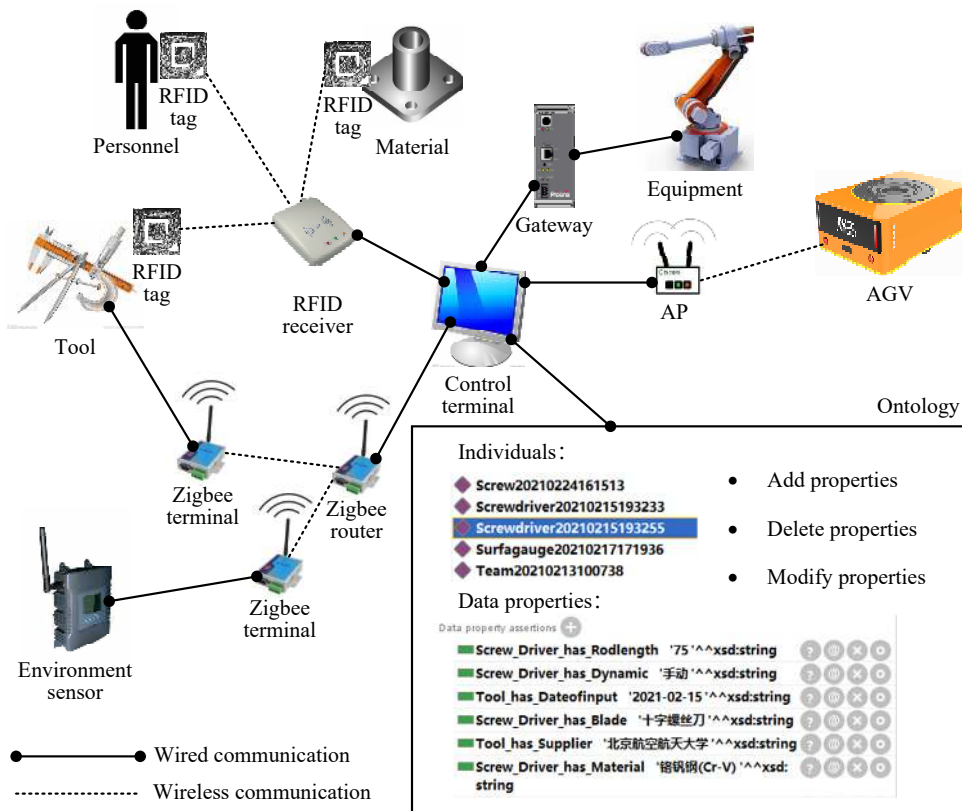 RFID
tag
Personnel
RFID
tag
Material
Gateway
Equipment
RFID
tag
Tool
RFID
receiver
AP
AGV
Control
terminal
Zigbee
terminal
Zigbee
router
Zigbee
terminal
Environment
sensor
Wired communication
Wireless communication
Ontology
Individuals:
Screw20210224161513
Screwdriver20210215193233
Screwdriver20210215193255
Surfagauge20210217171936
Team20210213100738
• Add properties
• Delete properties
• Modify properties
Data properties:
Data property assertions
Screw_Driver_has_Rodlength '75'^^xsd:string
Screw_Driver_has_Dynamic '手动'^^xsd:string
Tool_has_Dateofinput '2021-02-15'^^xsd:string
Screw_Driver_has_Blade '十字螺丝刀'^^xsd:string
Tool_has_Supplier '北京航空航天大学'^^xsd:string
Screw_Driver_has_Material '铬钒钢(Cr-V)'^^xsd:
string